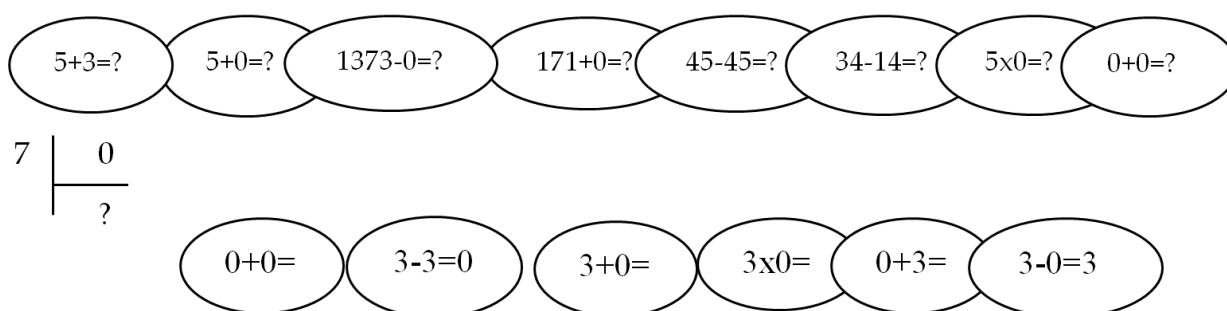 5+3=? 5+0=? 1373-0=? 171+0=? 45-45=? 34-14=? 5x0=? 0+0=?
7 0
?
0+0= 3-3=0 3+0= 3x0= 0+3= 3-0=3